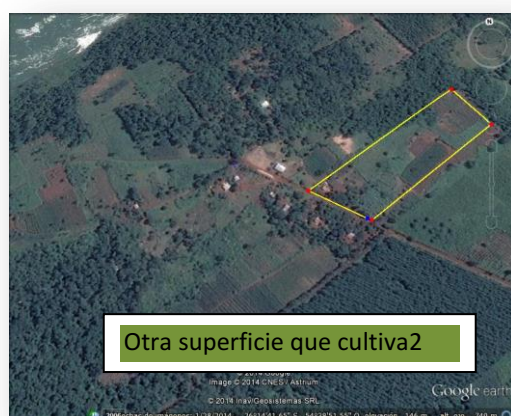 N
Otra superficie que cultiva2
© 2014 Google
Image © 2014 CNES / Astrium
© 2014 Inav/Geosistemas SRL
Google earth